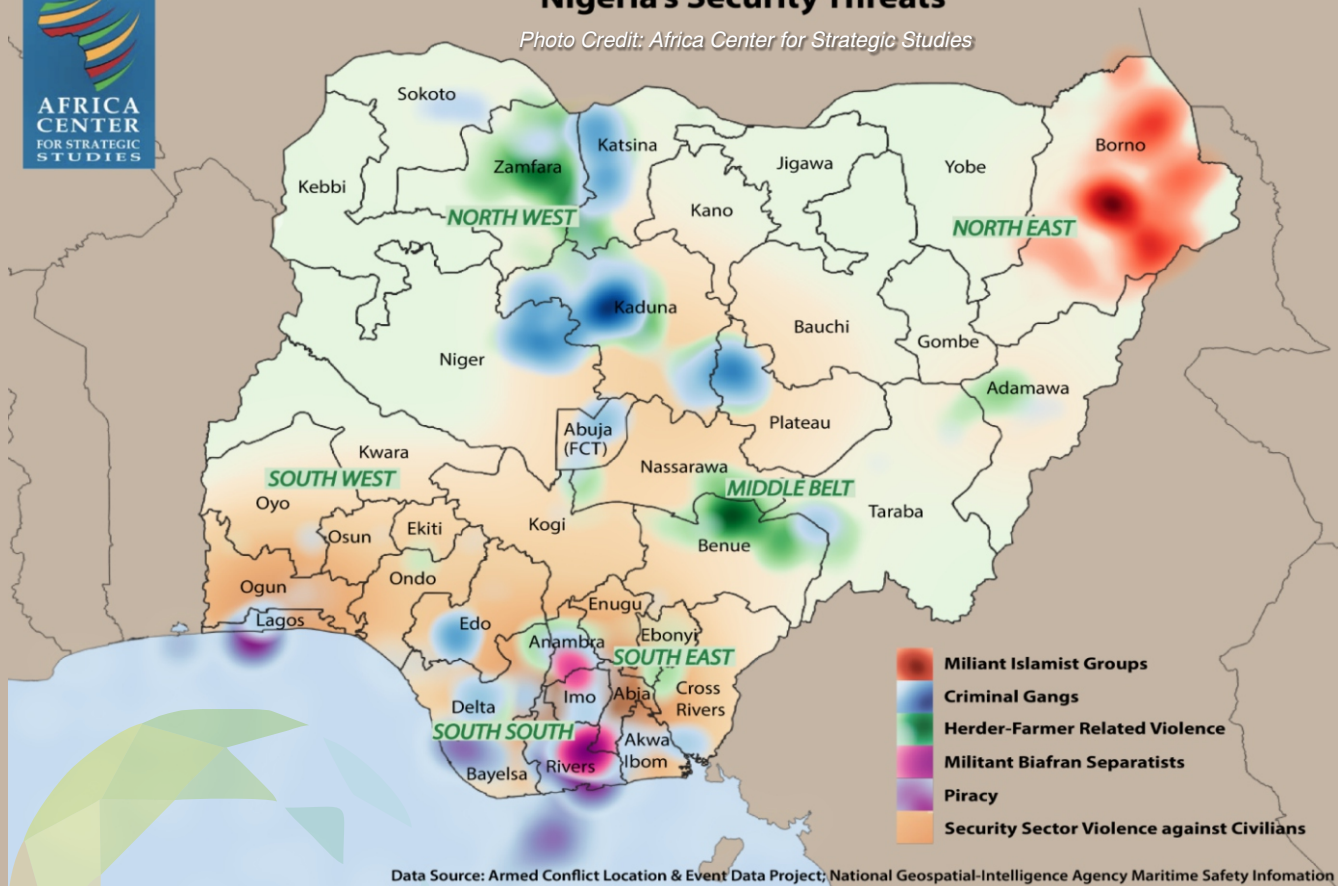 Nigeria's Security Threats
Photo Credit: Africa Center for Strategic Studies
AFRICA
CENTER
FOR STRATEGIC
STUDIES
Sokoto
Katsina
Borno
Zamfara
Jigawa
Yobe
Kebbi
Kano
NORTH WEST
NORTH EAST
Kaduna
Bauchi
Gombe
Niger
Adamawa
Plateau
Abuja
(FCT)
Kwara
Nassarawa
SOUTH WEST
MIDDLE BELT
Oyo
Taraba
Kogi
Ekiti
Osun
Benue
Ondo
Ogun
Enugu
Lagos
Edo
Ebonyi
Anambra
SOUTH EAST
Imo
Abia
Cross
Rivers
Delta
SOUTH SOUTH
Akwa
Ibom
Rivers
Bayelsa
Miliant Islamist Groups
Criminal Gangs
Herder-Farmer Related Violence
Militant Biafran Separatists
Piracy
Security Sector Violence against Civilians
Data Source: Armed Conflict Location & Event Data Project; National Geospatial-Intelligence Agency Maritime Safety Infomation